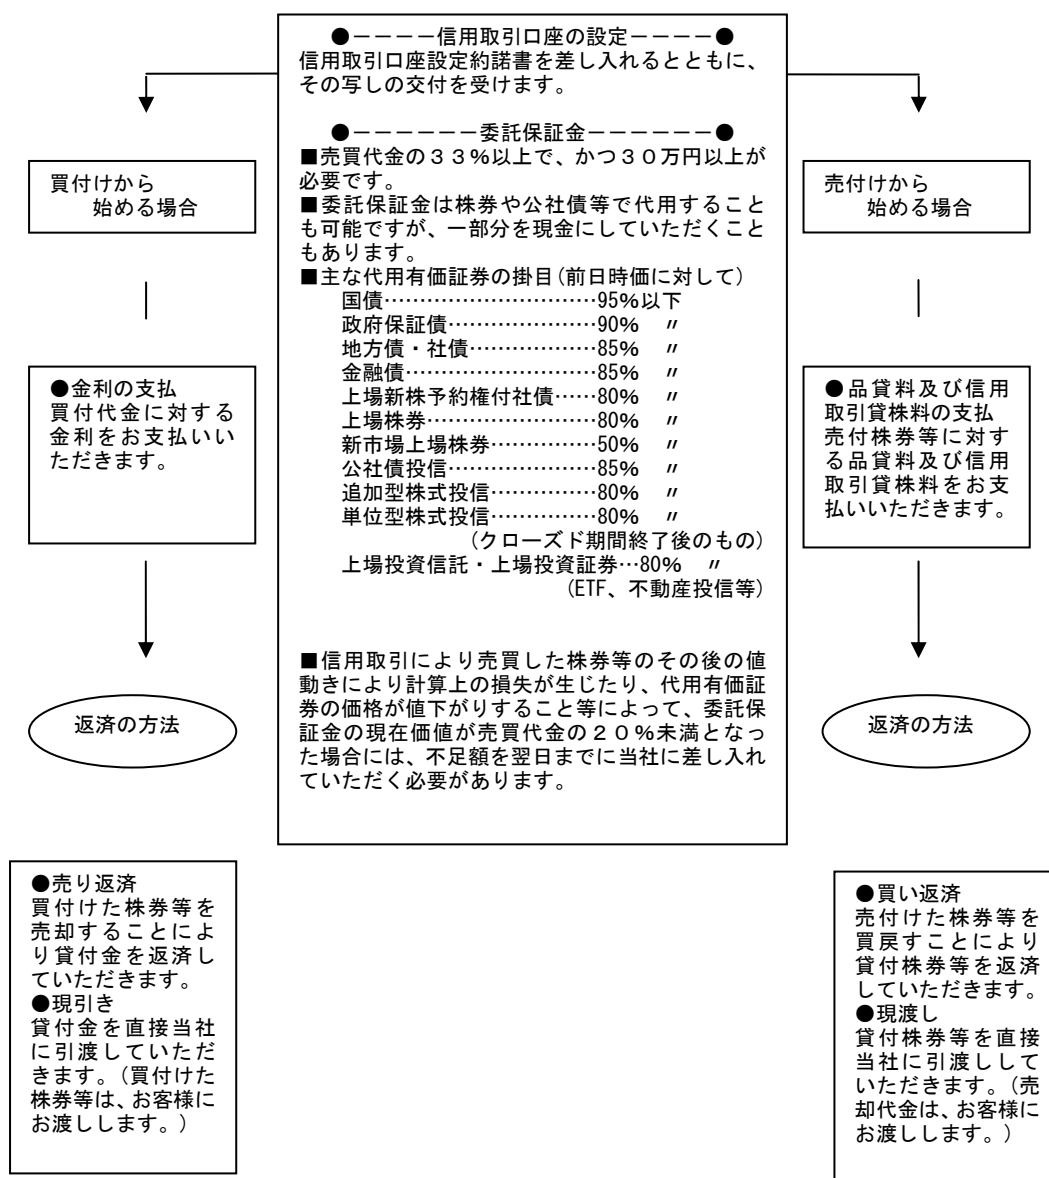 ●－－－－信用取引口座の設定－－－－●
信用取引口座設定約諾書を差し入れるとともに、
その写しの交付を受けます。
●－－－－－－委託保証金－－－－－－●
■売買代金の３３％以上で、かつ３０万円以上が
必要です。
■委託保証金は株券や公社債等で代用すること
も可能ですが、一部分を現金にしていただくこと
もあります。
■主な代用有価証券の掛目(前日時価に対して)
国債…………………………95%以下
政府保証債…………………90%　〃
地方債・社債………………85%　〃
金融債………………………85%　〃
上場新株予約権付社債……80%　〃
上場株券……………………80%　〃
新市場上場株券……………50%　〃
公社債投信…………………85%　〃
追加型株式投信……………80%　〃
単位型株式投信……………80%　〃
(クローズド期間終了後のもの)
上場投資信託・上場投資証券…80%　〃
(ETF、不動産投信等)
■信用取引により売買した株券等のその後の値
動きにより計算上の損失が生じたり、代用有価証
券の価格が値下がりすること等によって、委託保
証金の現在価値が売買代金の２０％未満となっ
た場合には、不足額を翌日までに当社に差し入れ
ていただく必要があります。
買付けから
始める場合
●金利の支払
買付代金に対する
金利をお支払いい
ただきます。
返済の方法
●売り返済
買付けた株券等を
売却することによ
り貸付金を返済し
ていただきます。
●現引き
貸付金を直接当社
に引渡していただ
きます。(買付けた
株券等は、お客様に
お渡しします。)
売付けから
始める場合
●品貸料及び信用
取引貸株料の支払
売付株券等に対す
る品貸料及び信用
取引貸株料をお支
払いいただきます。
返済の方法
●買い返済
売付けた株券等を
買戻すことにより
貸付株券等を返済
していただきます。
●現渡し
貸付株券等を直接
当社に引渡しして
いただきます。(売
却代金は、お客様に
お渡しします。)